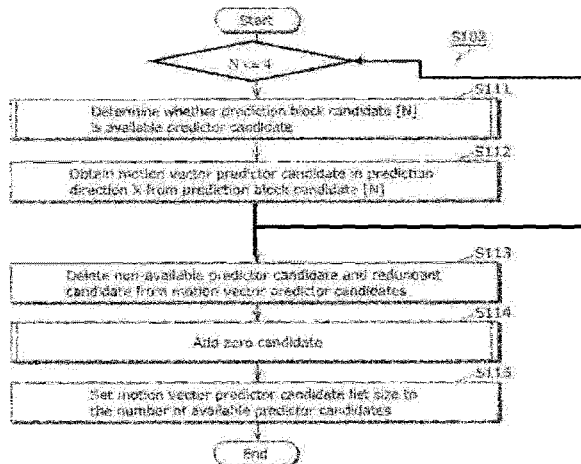 Start
S102
N <= 4
S111
Determine whether prediction block candidate [N]
is available predictor candidate
S112
Obtain motion vector predictor candidate in prediction
direction X from prediction block candidate [N]
S113
Delete non-available predictor candidate and redundant
candidate from motion vector predictor candidates
S114
Add zero candidate
S115
Set motion vector predictor candidate list size to
the number of available predictor candidates
End